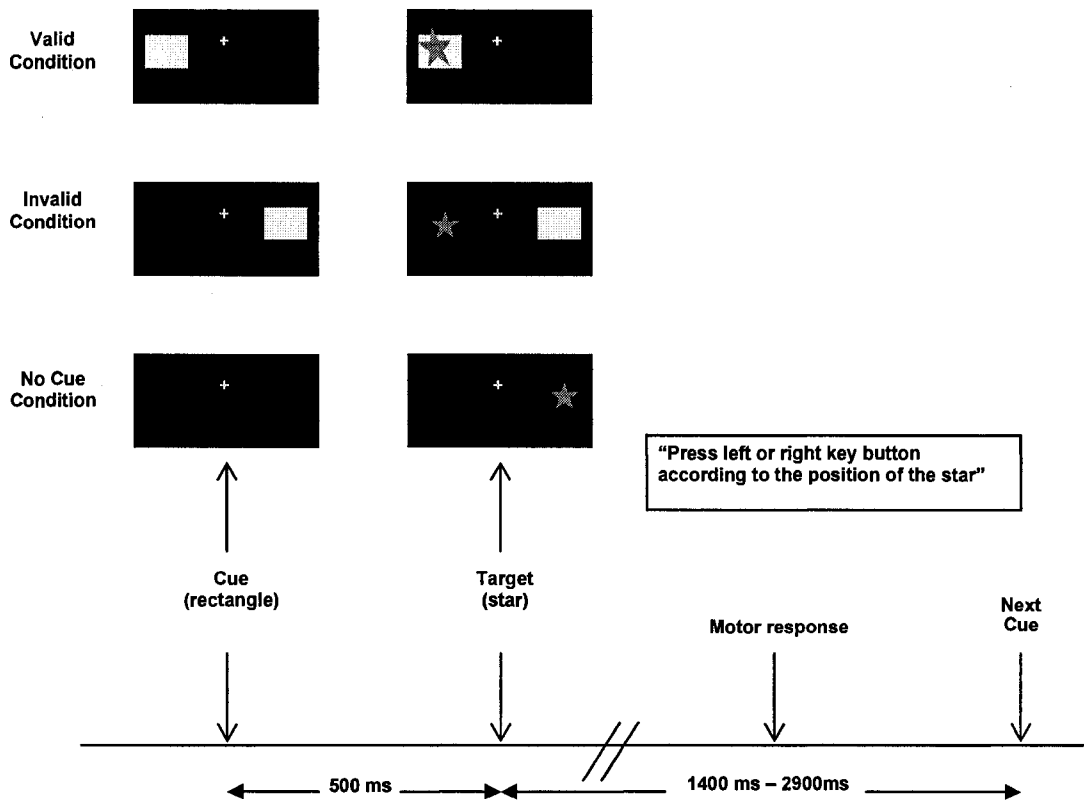 Valid
Condition
Invalid
Condition
No Cue
Condition
“Press left or right key button
according to the position of the star”
Cue
(rectangle)
Target
(star)
Motor response
Next
Cue
500 ms
1400 ms – 2900ms